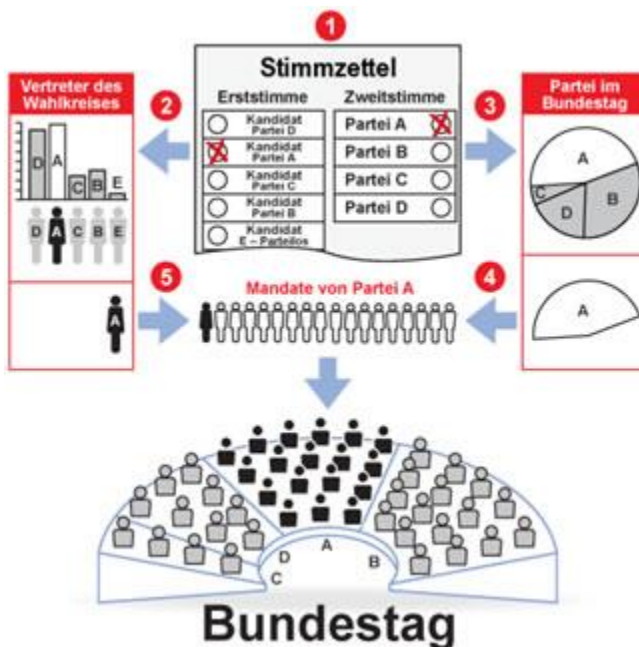 1
Stimmzettel
Erststimme
Zweitstimme
Kandidat
Partei D
Kandidat
Partei A
Kandidat
Partei C
Kandidat
Partei B
Kandidat
E – Parteilos
Partei A
Partei B
Partei C
Partei D
2
Vertreter des
Wahlkreises
D A C B E
D A C B E
A
3
Partei im
Bundestag
A
B
C
D
A
5
Mandate von Partei A
4
A
D
B
C
Bundestag